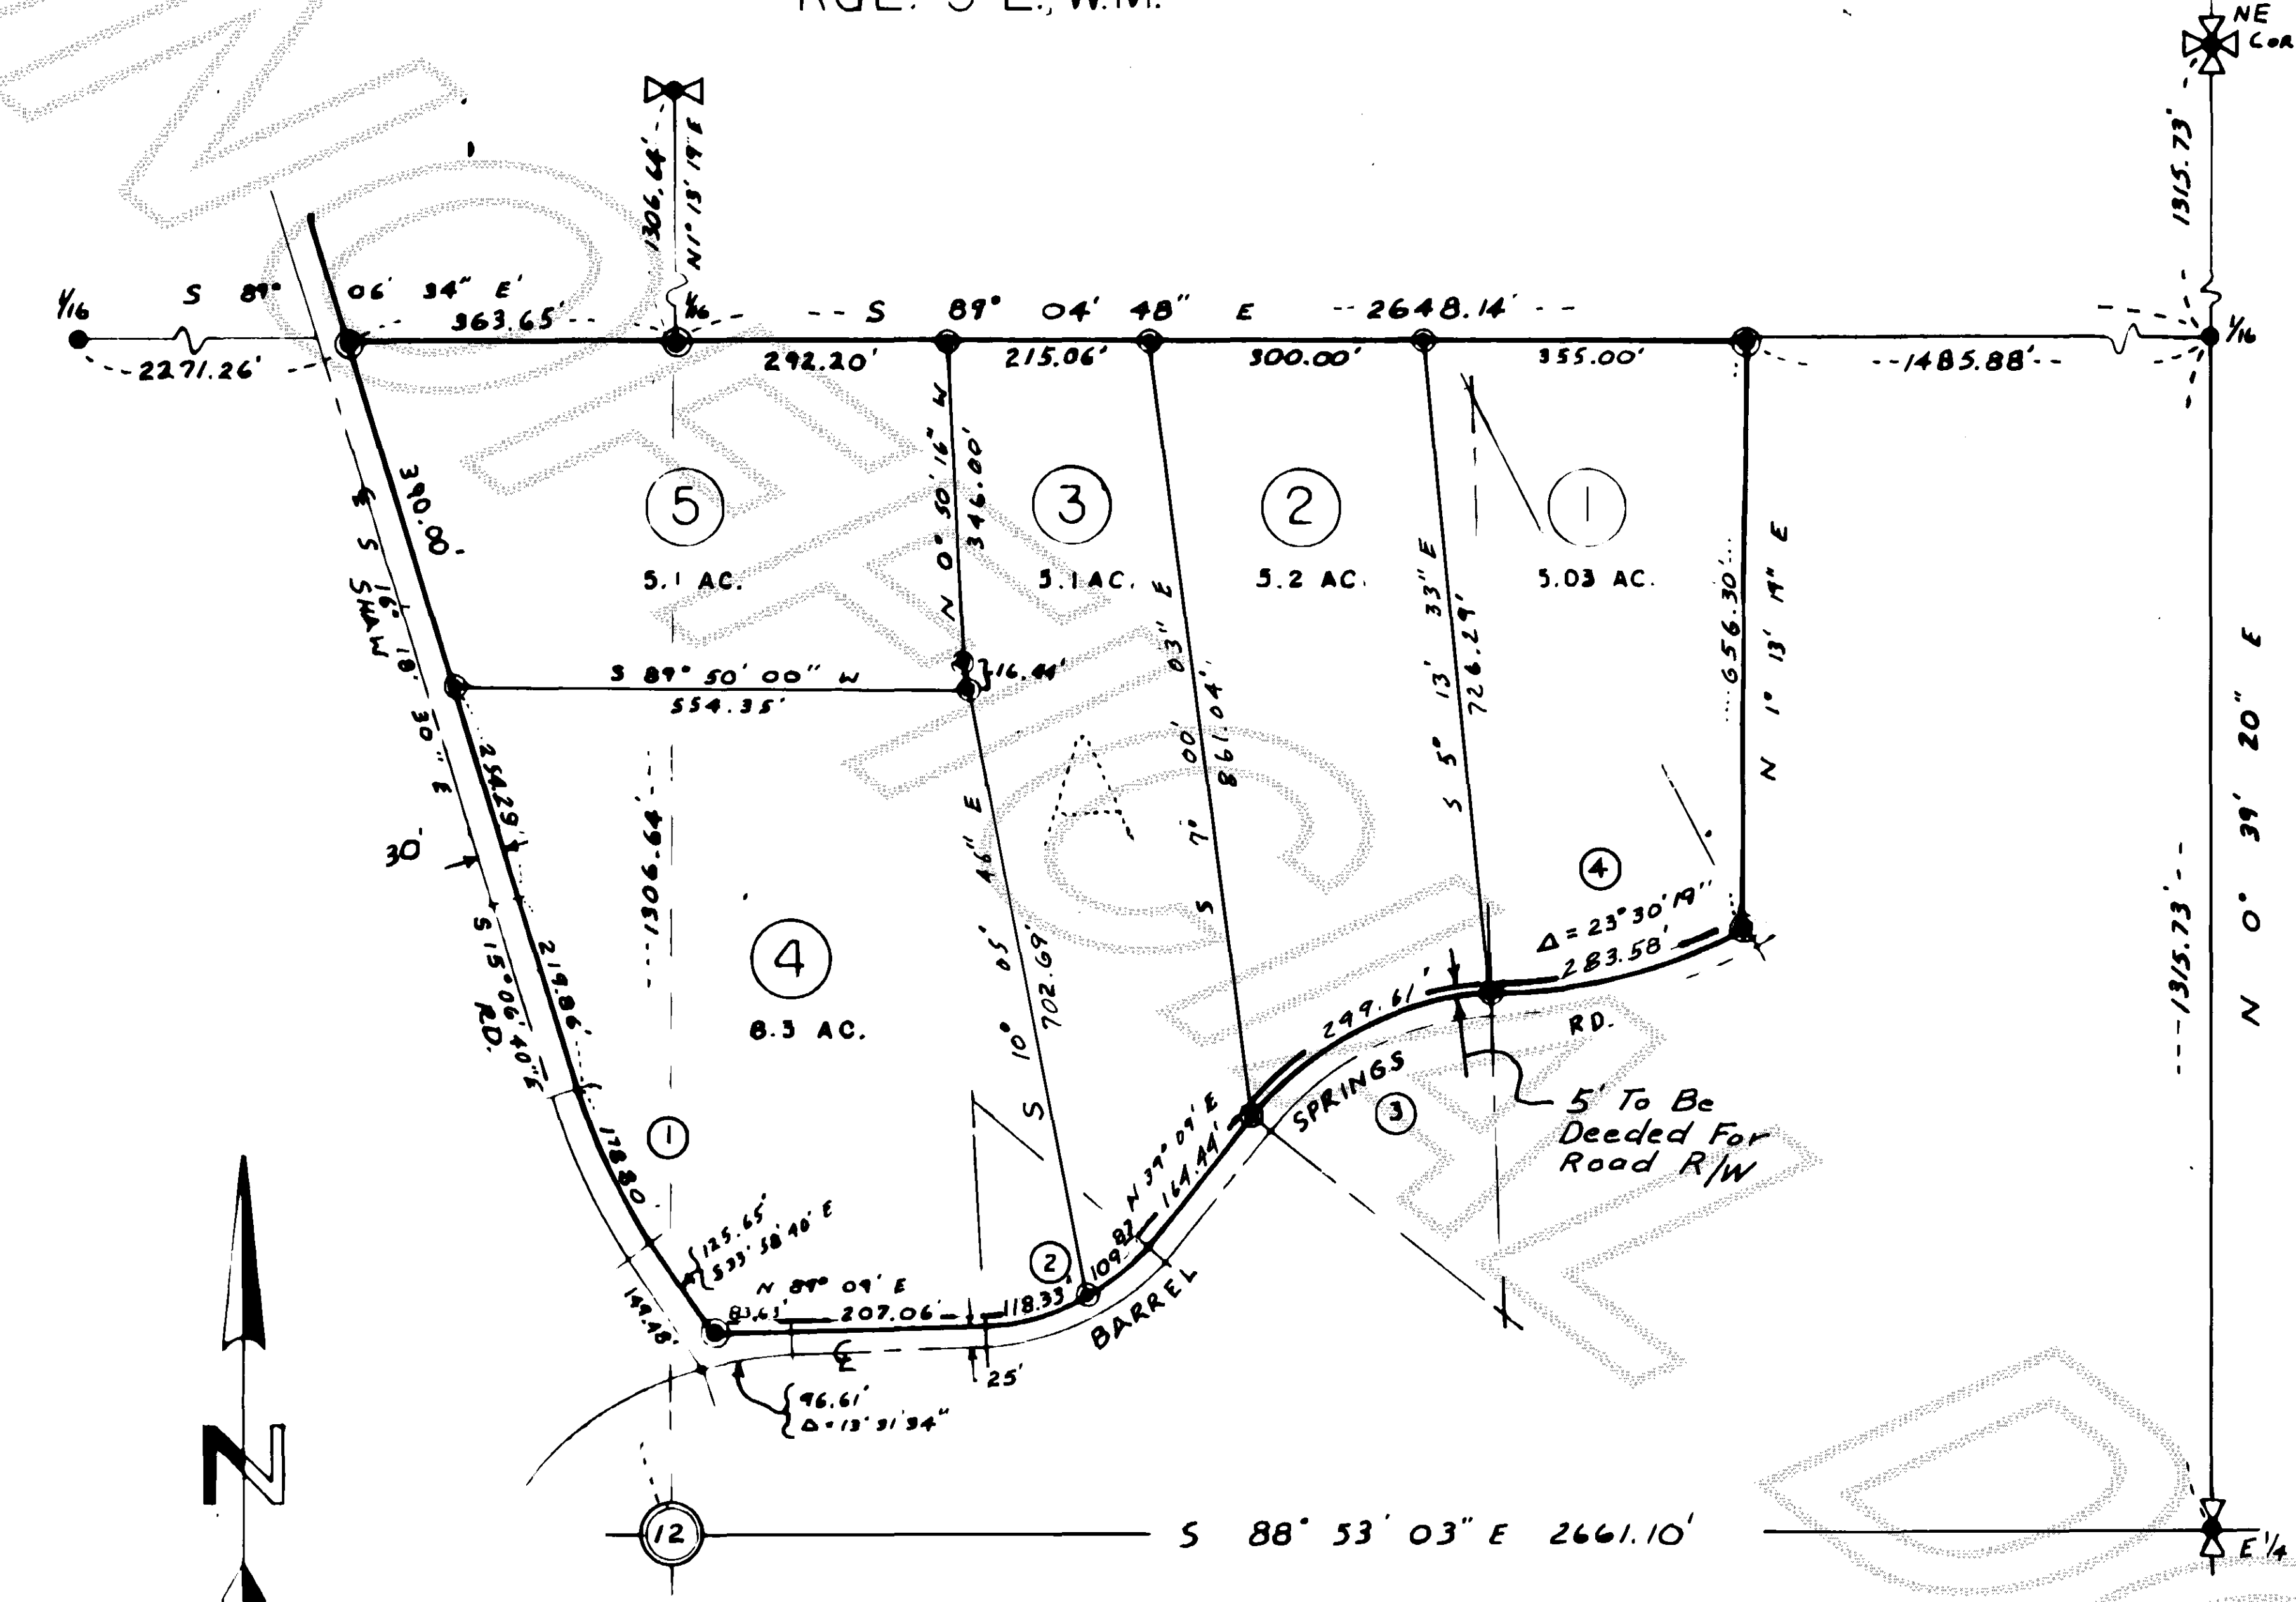 RGE. 5 E., W.M.
NE
COR
1306.64'
N 1° 13' 19" E
1315.73'
1/16
S 89° 06' 34" E
363.65'
1/16
S 89° 04' 48" E 2648.14'
1/16
2271.26'
292.20'
215.06'
300.00'
355.00'
1485.88'
390.8'
N 0° 50' 16" W
346.00'
5
5.1 AC.
3
5.1 AC.
2
5.2 AC.
1
5.03 AC.
S 7° 00' 03" E
861.04'
S 5° 13' 33" E
726.29'
656.30'
N 1° 13' 19" E
N 0° 39' 20" E
S 16° 18' 30" E
SHAW
S 89° 50' 00" W
554.35'
16.44'
254.29'
30'
1306.64'
S 10° 05' 46" E
702.69'
A
4
8.3 AC.
219.86'
S 15° 06' 40" E
RD.
4
Δ = 23° 30' 19"
283.58'
299.61'
1315.73'
RD.
SPRINGS
3
5' To Be
Deeded For
Road R/W
178.80
1
125.65'
S 33° 58' 40" E
N 39° 09' E
164.44'
109.87
2
118.33'
N 89° 09' E
83.63'
207.06'
149.48'
BARREL
℄
25'
96.61'
Δ = 13° 31' 34"
N
12
S 88° 53' 03" E 2661.10'
E 1/4